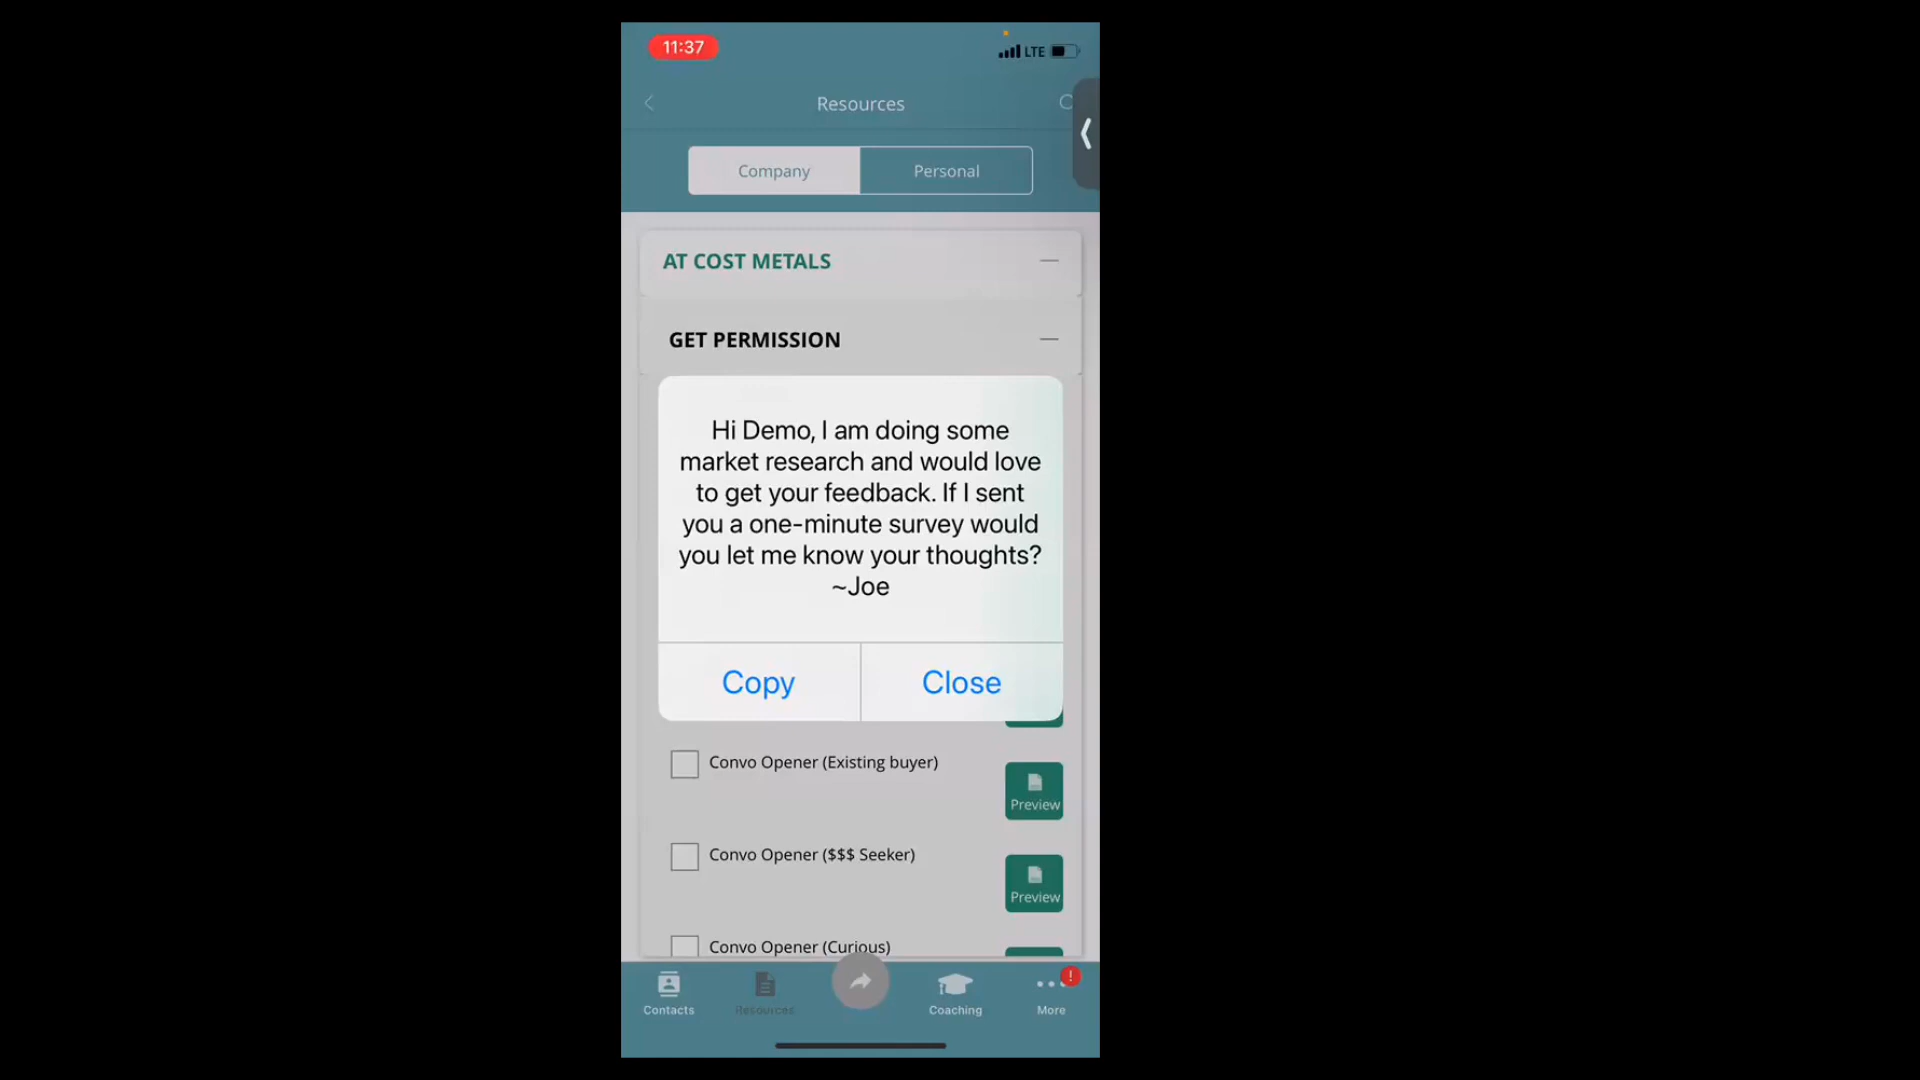 11:37
LTE
Resources
Company
Personal
AT COST METALS
GET PERMISSION
Hi Demo, I am doing some
market research and would love
to get your feedback. If I sent
you a one-minute survey would
you let me know your thoughts?
~Joe
Copy
Close
Convo Opener (Existing buyer)
Preview
Convo Opener ($$$ Seeker)
Preview
Convo Opener (Curious)
Contacts
Resources
Coaching
More
!